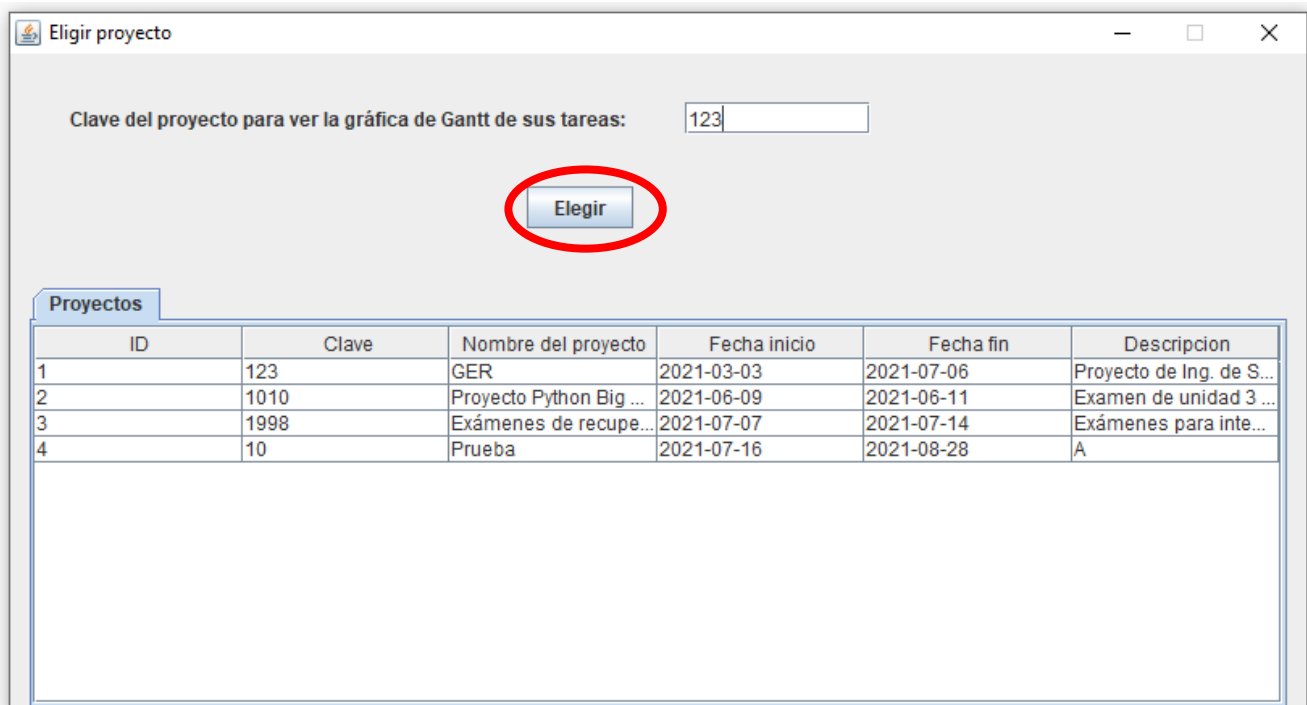 Eligir proyecto
Clave del proyecto para ver la gráfica de Gantt de sus tareas: 123
Elegir
Proyectos
ID Clave Nombre del proyecto Fecha inicio Fecha fin Descripcion
1 123 GER 2021-03-03 2021-07-06 Proyecto de Ing. de S...
2 1010 Proyecto Python Big ... 2021-06-09 2021-06-11 Examen de unidad 3 ...
3 1998 Exámenes de recupe... 2021-07-07 2021-07-14 Exámenes para inte...
4 10 Prueba 2021-07-16 2021-08-28 A